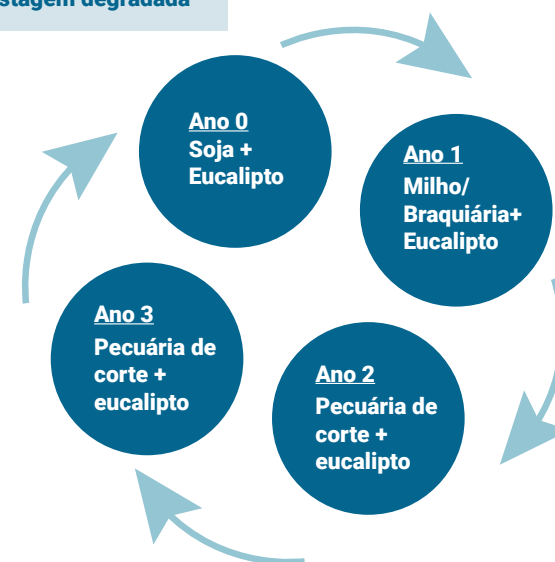 degradada
Ano 0
Soja +
Eucalipto
Ano 1
Milho/
Braquiária+
Eucalipto
Ano 2
Pecuária de
corte +
eucalipto
Ano 3
Pecuária de
corte +
eucalipto